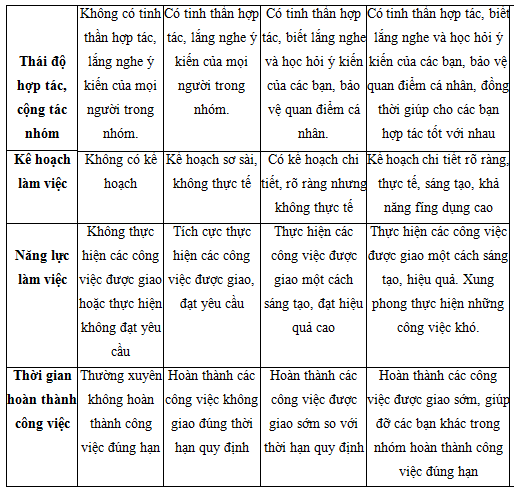 Thái độ
hợp tác,
cộng tác
nhóm
Không có tinh
thần hợp tác,
lắng nghe ý
kiến của mọi
người trong
nhóm.
Có tinh thần hợp
tác, lắng nghe ý
kiến của mọi
người trong
nhóm.
Có tinh thần hợp
tác, biết lắng nghe
và học hỏi ý kiến
của các bạn, bảo
vệ quan điểm cá
nhân.
Có tinh thần hợp tác, biết
lắng nghe và học hỏi ý
kiến của các bạn, bảo vệ
quan điểm cá nhân, đồng
thời giúp cho các bạn
hợp tác tốt với nhau
Kế hoạch
làm việc
Không có kế
hoạch
Kế hoạch sơ sài,
không thực tế
Có kế hoạch chi
tiết, rõ ràng nhưng
không thực tế
Kế hoạch chi tiết rõ ràng,
thực tế, sáng tạo, khả
năng fíng dụng cao
Năng lực
làm việc
Không thực
hiện các công
việc được giao
hoặc thực hiện
không đạt yêu
cầu
Tích cực thực
hiện các công
việc được giao,
đạt yêu cầu
Thực hiện các
công việc được
giao một cách
sáng tạo, đạt hiệu
quả cao
Thực hiện các công việc
được giao một cách sáng
tạo, hiệu quả. Xung
phong thực hiện những
công việc khó.
Thời gian
hoàn thành
công việc
Thường xuyên
không hoàn
thành công
việc đúng hạn
Hoàn thành các
công việc không
giao đúng thời
hạn quy định
Hoàn thành các
công việc được
giao sớm so với
thời hạn quy định
Hoàn thành các công
việc được giao sớm, giúp
đỡ các bạn khác trong
nhóm hoàn thành công
việc đúng hạn